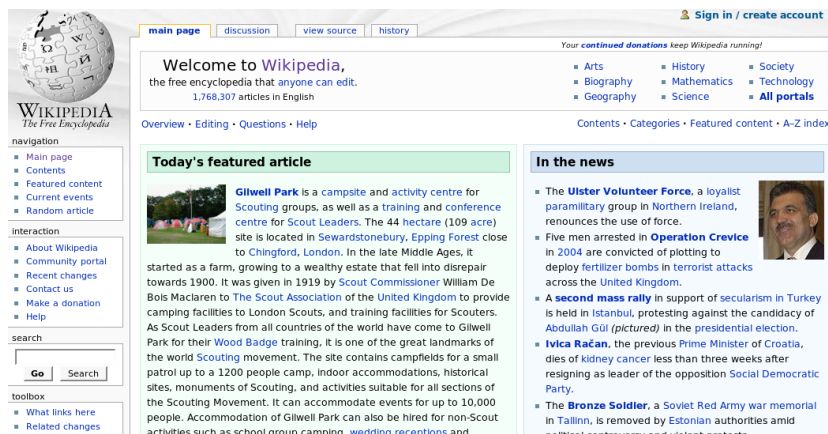 Sign in / create account
main page
discussion
view source
history
Your continued donations keep Wikipedia running!
Welcome to Wikipedia,
the free encyclopedia that anyone can edit.
1,768,307 articles in English
Arts
Biography
Geography
History
Mathematics
Science
Society
Technology
All portals
Overview · Editing · Questions · Help
Contents · Categories · Featured content · A–Z index
WIKIPEDIA
The Free Encyclopedia
navigation
Main page
Contents
Featured content
Current events
Random article
interaction
About Wikipedia
Community portal
Recent changes
Contact us
Make a donation
Help
search
Go
Search
toolbox
What links here
Related changes
Today's featured article
Gilwell Park is a campsite and activity centre for
Scouting groups, as well as a training and conference
centre for Scout Leaders. The 44 hectare (109 acre)
site is located in Sewardstonebury, Epping Forest close
to Chingford, London. In the late Middle Ages, it
started as a farm, growing to a wealthy estate that fell into disrepair
towards 1900. It was given in 1919 by Scout Commissioner William De
Bois Maclaren to The Scout Association of the United Kingdom to provide
camping facilities to London Scouts, and training facilities for Scouters.
As Scout Leaders from all countries of the world have come to Gilwell
Park for their Wood Badge training, it is one of the great landmarks of
the world Scouting movement. The site contains campfields for a small
patrol up to a 1200 people camp, indoor accommodations, historical
sites, monuments of Scouting, and activities suitable for all sections of
the Scouting Movement. It can accommodate events for up to 10,000
people. Accommodation of Gilwell Park can also be hired for non-Scout
activities such as school group camping, wedding receptions and
In the news
The Ulster Volunteer Force, a loyalist
paramilitary group in Northern Ireland,
renounces the use of force.
Five men arrested in Operation Crevice
in 2004 are convicted of plotting to
deploy fertilizer bombs in terrorist attacks
across the United Kingdom.
A second mass rally in support of secularism in Turkey
is held in Istanbul, protesting against the candidacy of
Abdullah Gül (pictured) in the presidential election.
Ivica Račan, the previous Prime Minister of Croatia,
dies of kidney cancer less than three weeks after
resigning as leader of the opposition Social Democratic
Party.
The Bronze Soldier, a Soviet Red Army war memorial
in Tallinn, is removed by Estonian authorities amid